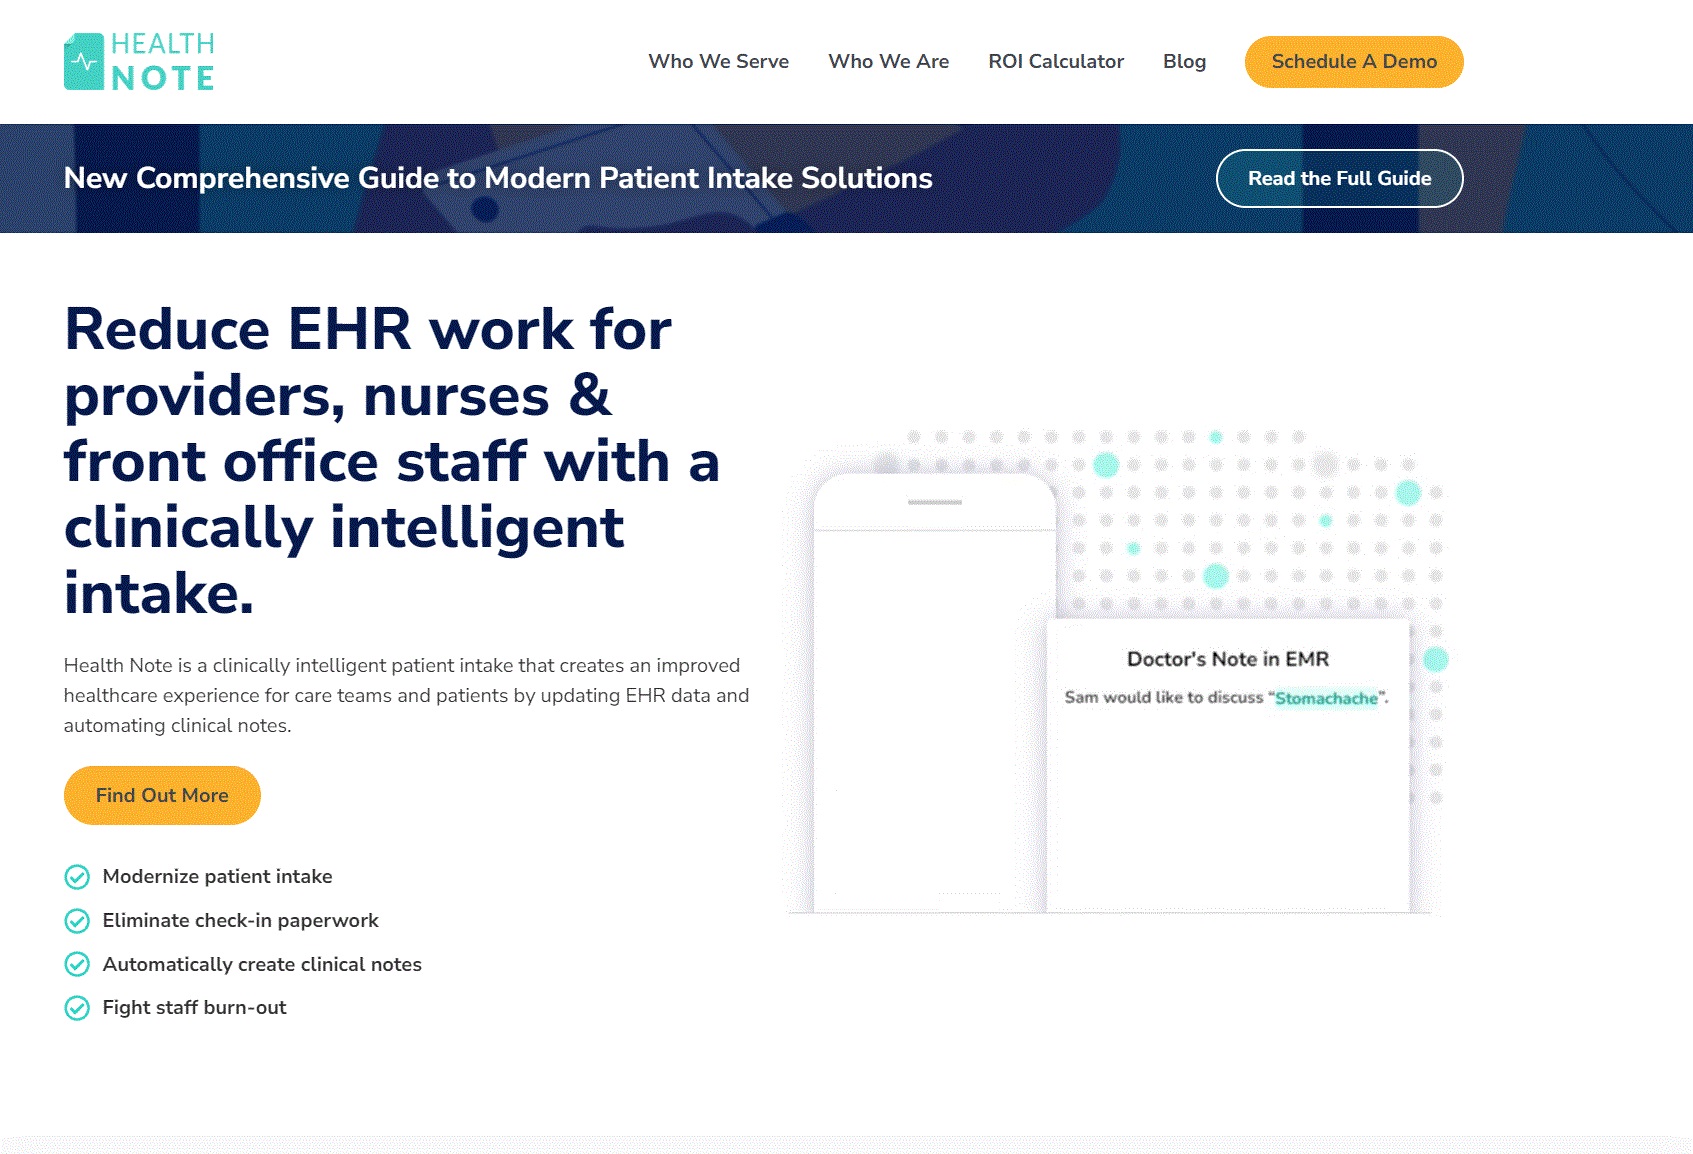 HEALTH
NOTE
Who We Serve
Who We Are
ROI Calculator
Blog
Schedule A Demo
New Comprehensive Guide to Modern Patient Intake Solutions
Read the Full Guide
Reduce EHR work for
providers, nurses &
front office staff with a
clinically intelligent
intake.
Health Note is a clinically intelligent patient intake that creates an improved
healthcare experience for care teams and patients by updating EHR data and
automating clinical notes.
Find Out More
Modernize patient intake
Eliminate check-in paperwork
Automatically create clinical notes
Fight staff burn-out
Doctor's Note in EMR
Sam would like to discuss “Stomachache”.